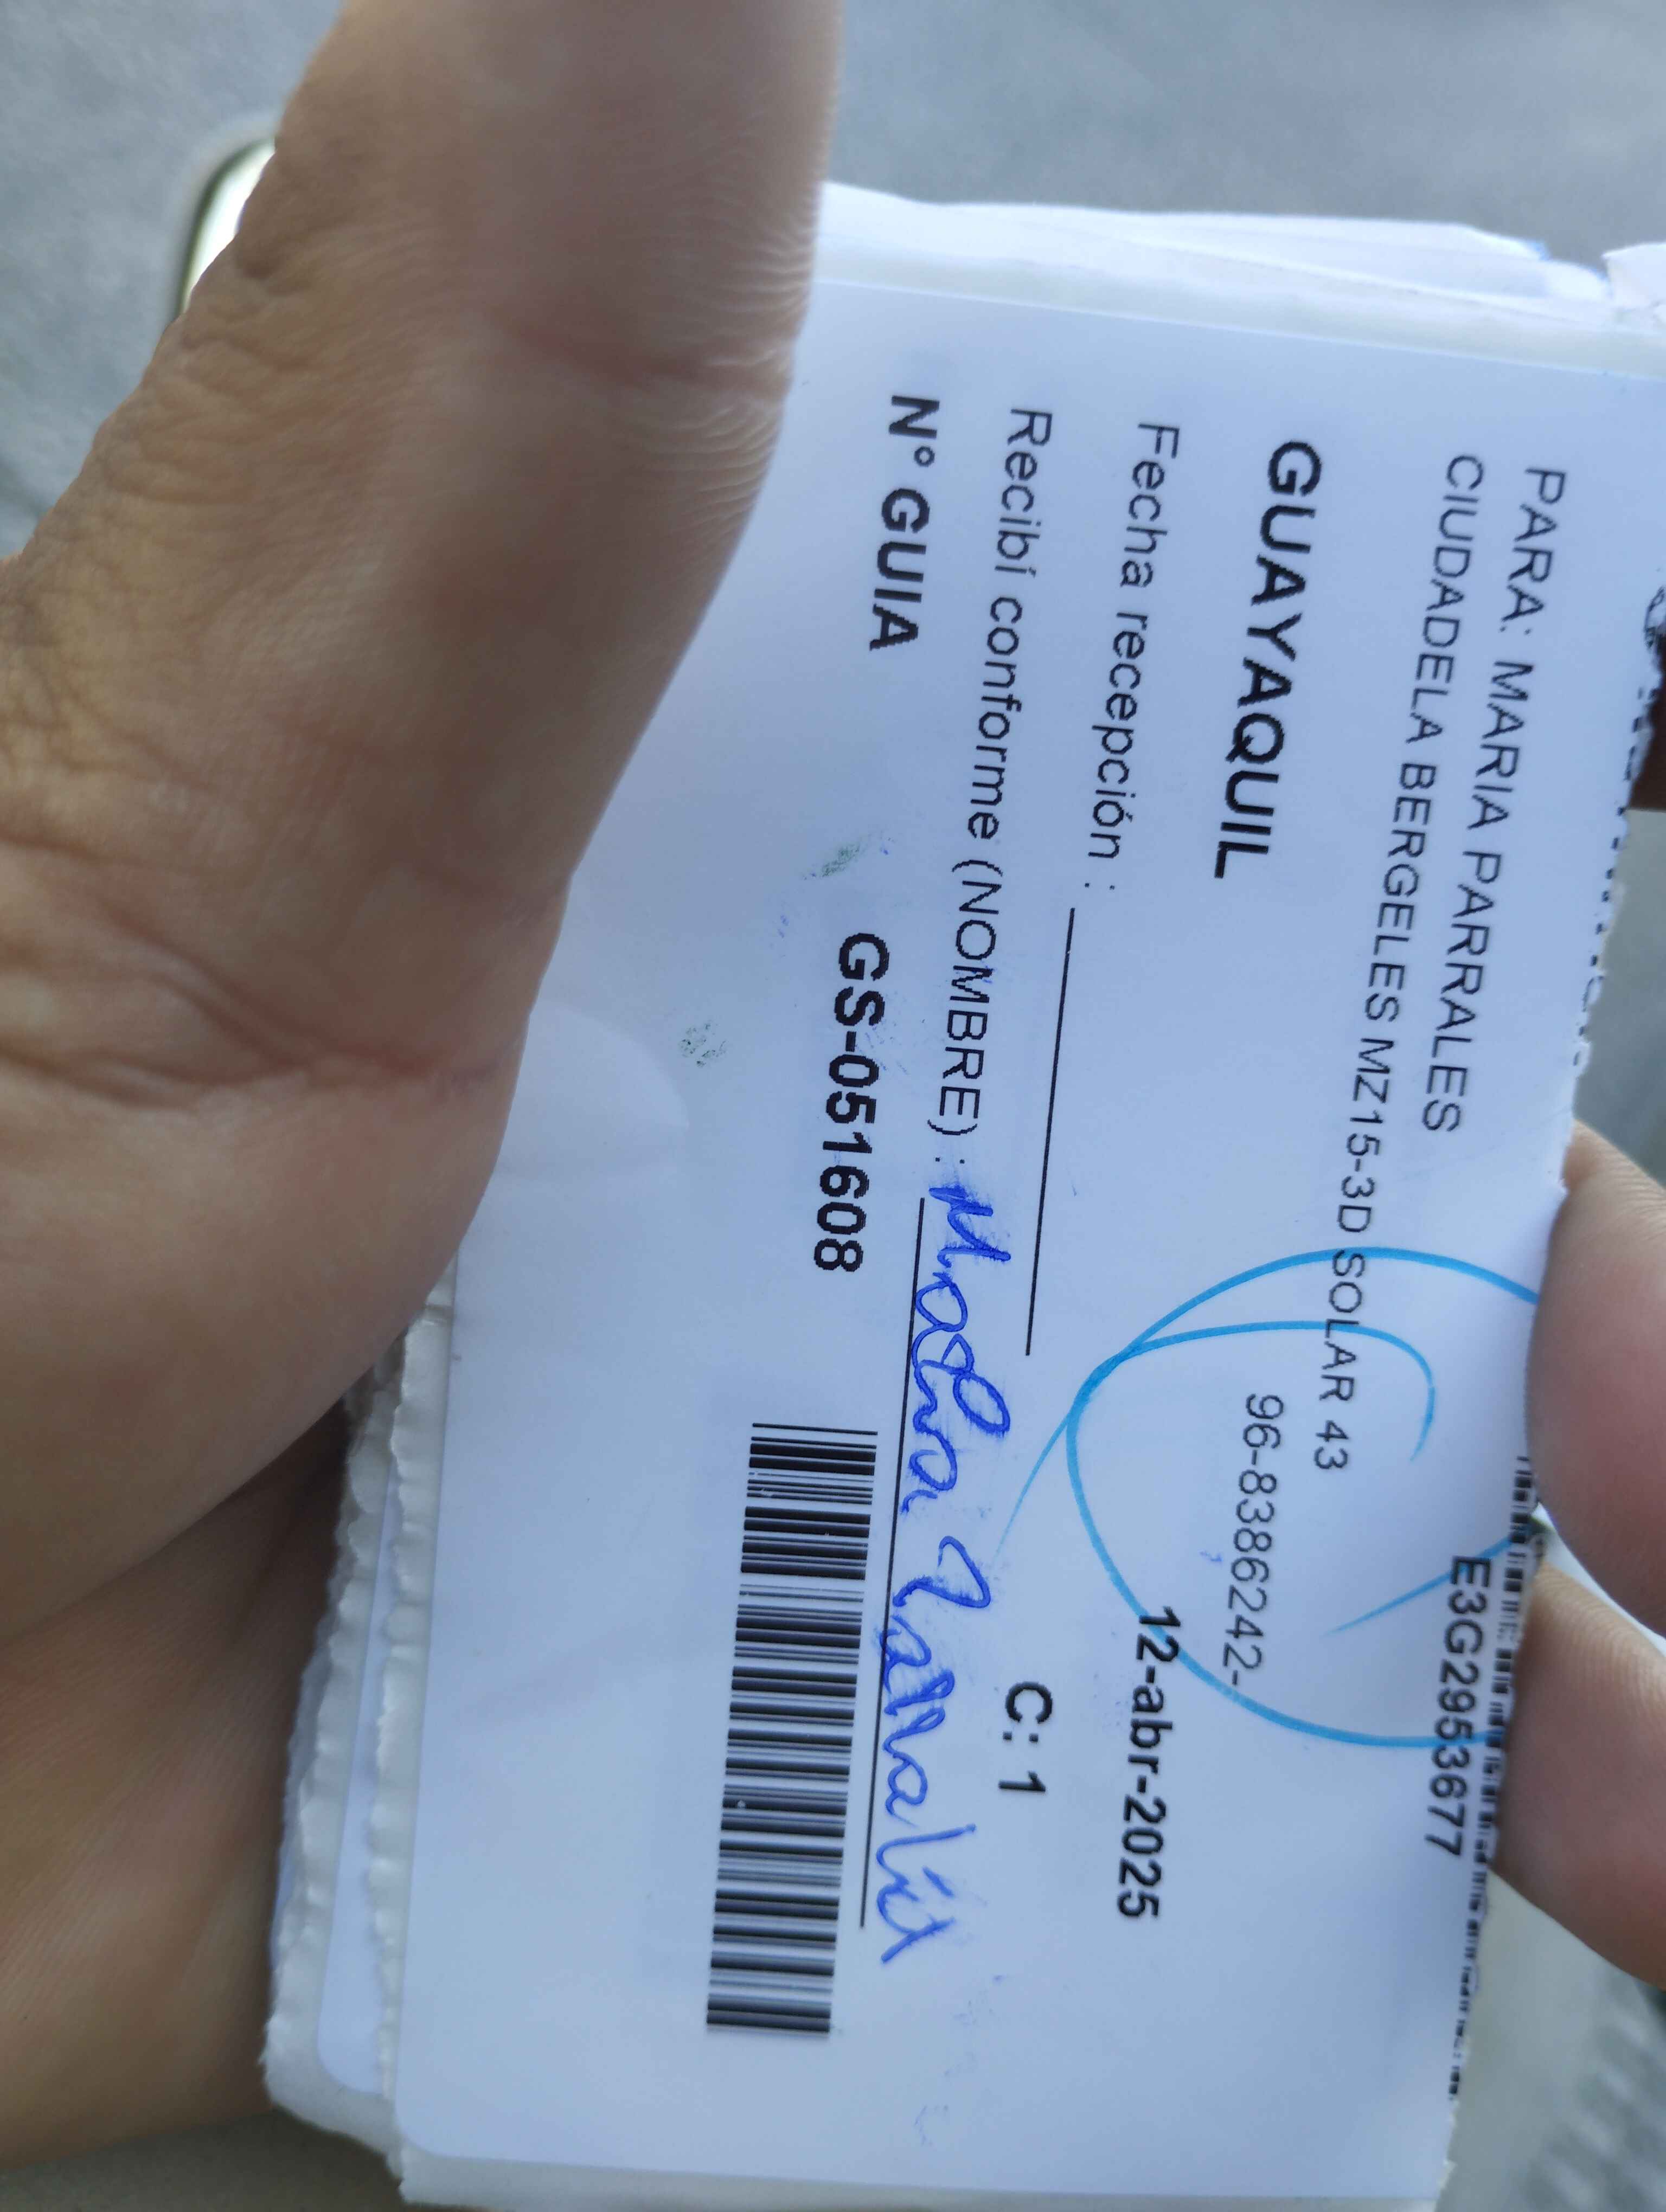 E3G2953677
PARA: MARIA PARRALES
CIUDADELA BERGELES MZ15-3D SOLAR 43
96-8386242-
GUAYAQUIL
12-abr-2025
Fecha recepción :
C: 1
Recibí conforme (NOMBRE) :
N° GUIA GS-051608